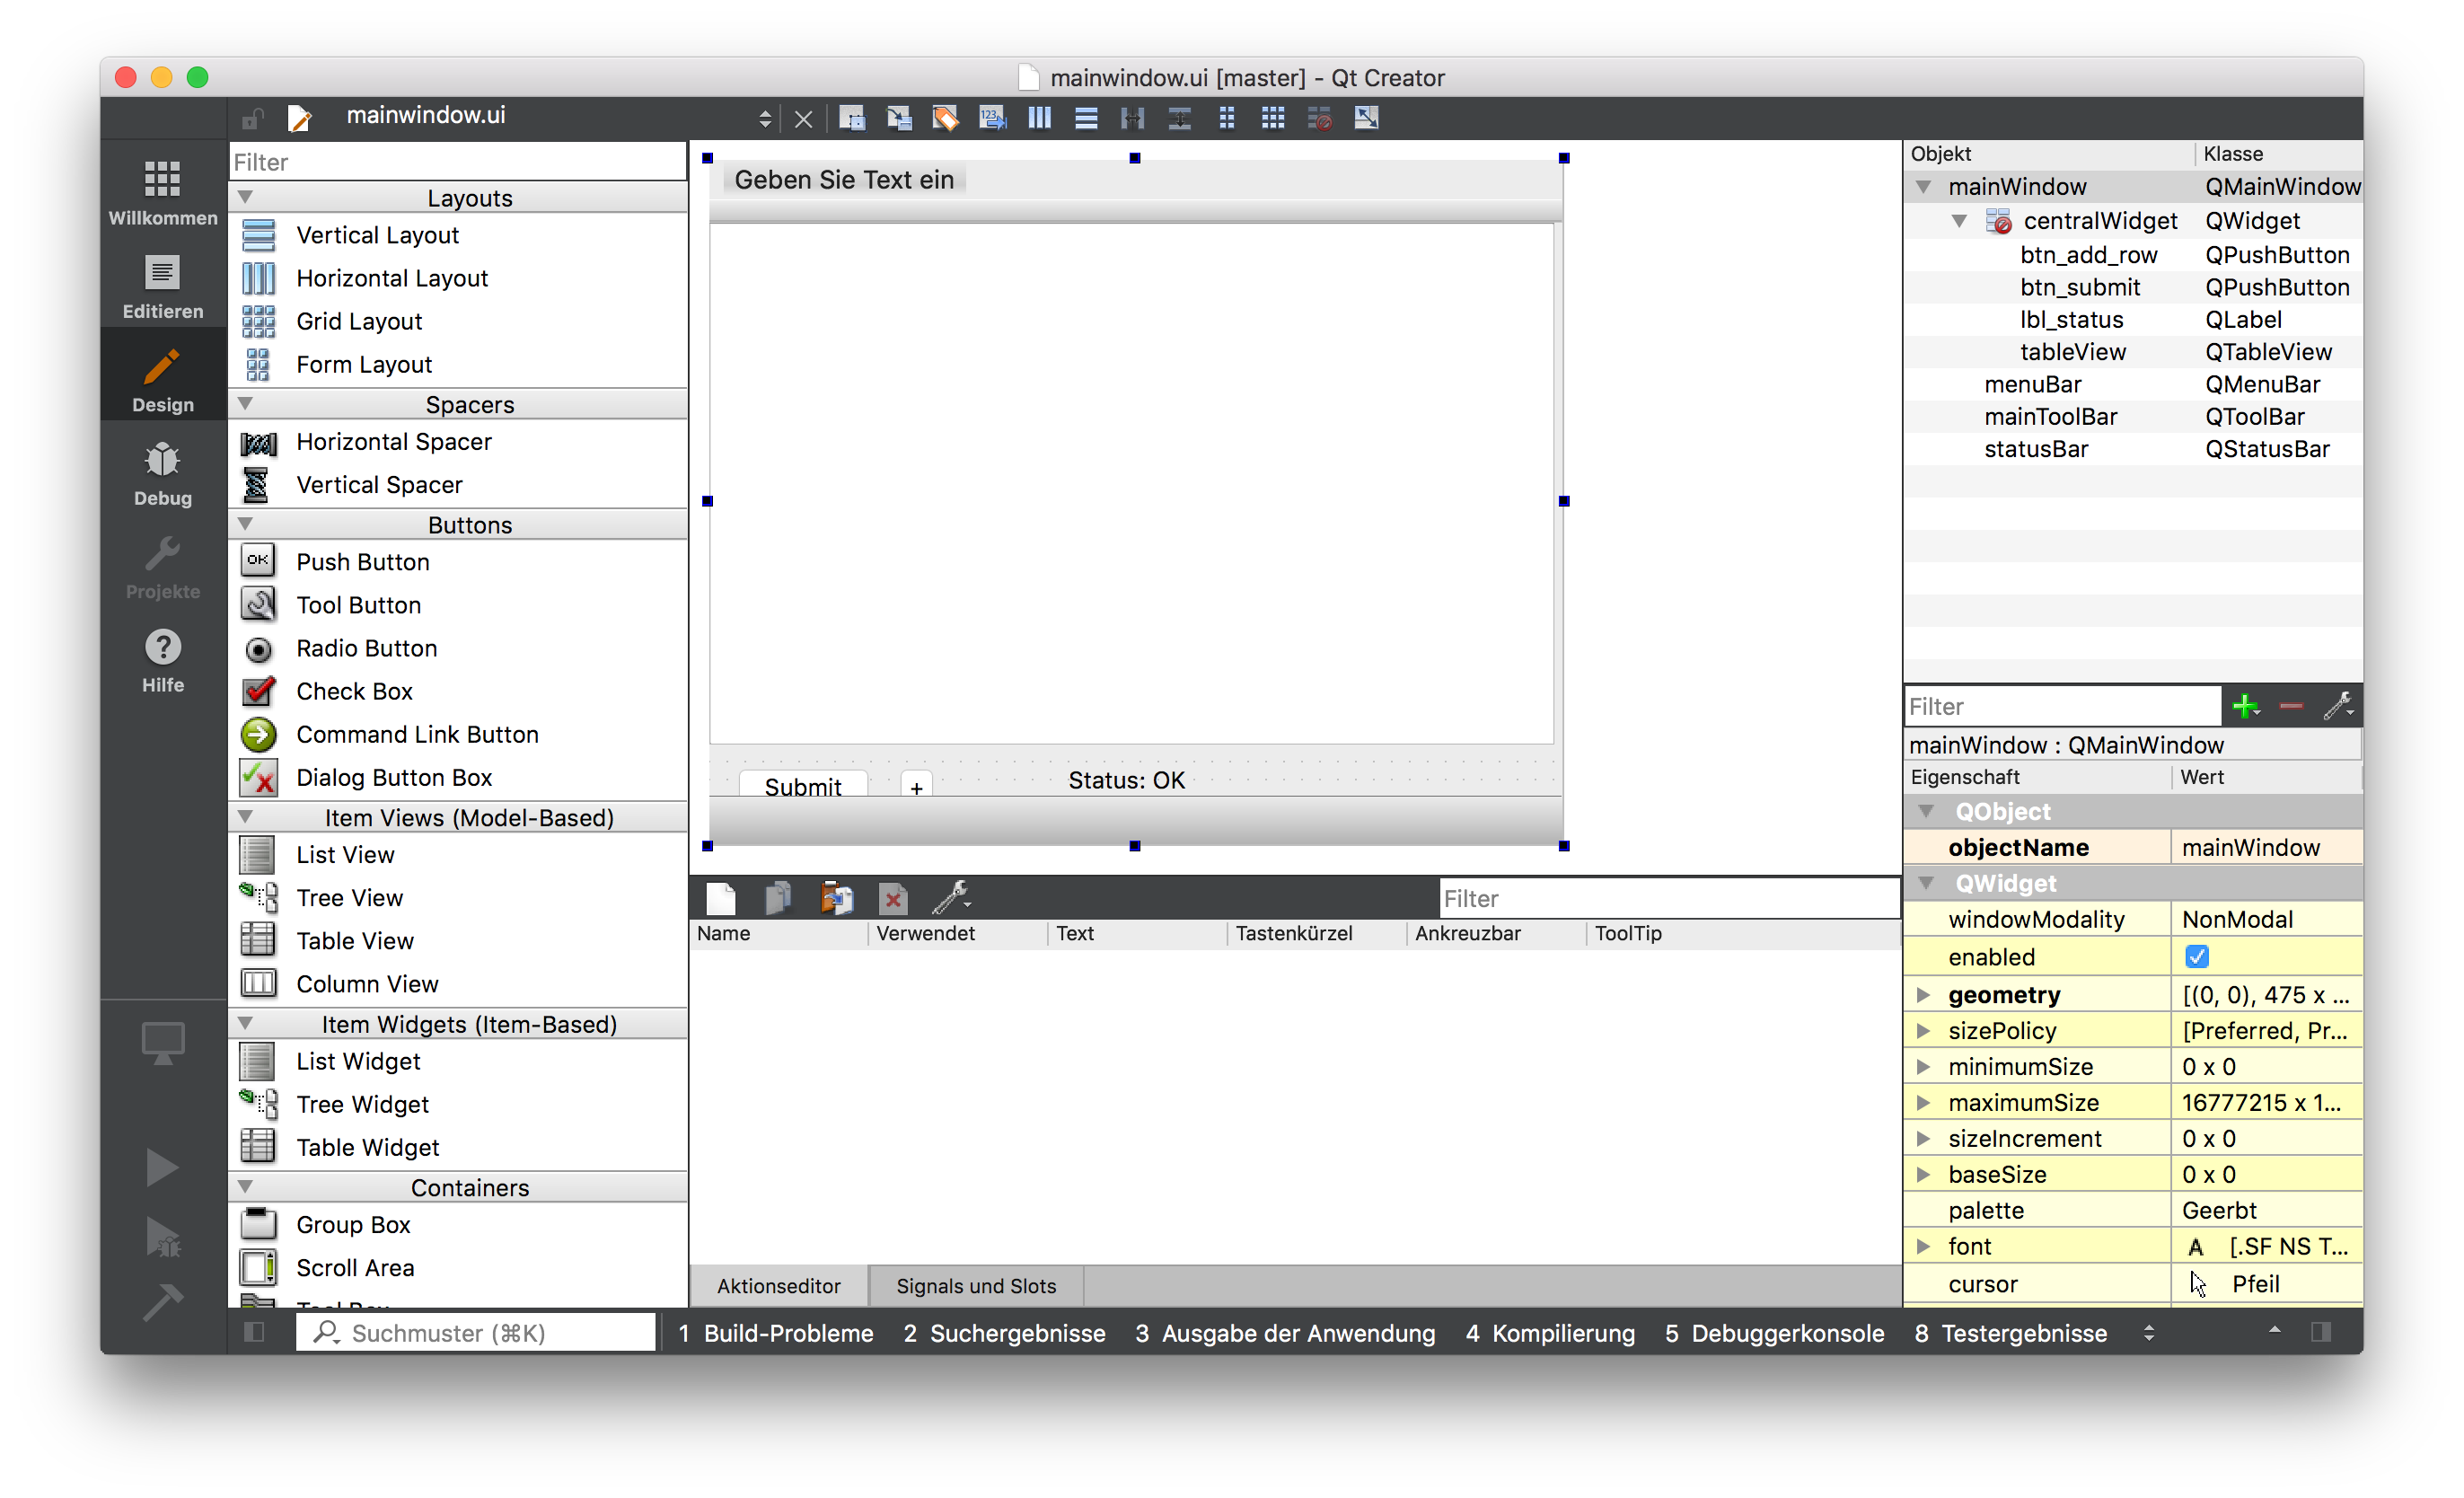 mainwindow.ui [master] - Qt Creator
mainwindow.ui
Willkommen
Editieren
Design
Debug
Projekte
Hilfe
Filter
Layouts
Vertical Layout
Horizontal Layout
Grid Layout
Form Layout
Spacers
Horizontal Spacer
Vertical Spacer
Buttons
Push Button
Tool Button
Radio Button
Check Box
Command Link Button
Dialog Button Box
Item Views (Model-Based)
List View
Tree View
Table View
Column View
Item Widgets (Item-Based)
List Widget
Tree Widget
Table Widget
Containers
Group Box
Scroll Area
Tool Box
Geben Sie Text ein
Submit + Status: OK
Filter
Name Verwendet Text Tastenkürzel Ankreuzbar ToolTip
Aktionseditor Signals und Slots
Objekt Klasse
mainWindow QMainWindow
centralWidget QWidget
btn_add_row QPushButton
btn_submit QPushButton
lbl_status QLabel
tableView QTableView
menuBar QMenuBar
mainToolBar QToolBar
statusBar QStatusBar
Filter
mainWindow : QMainWindow
Eigenschaft Wert
QObject
objectName mainWindow
QWidget
windowModality NonModal
enabled
geometry [(0, 0), 475 x ...
sizePolicy [Preferred, Pr...
minimumSize 0 x 0
maximumSize 16777215 x 1...
sizeIncrement 0 x 0
baseSize 0 x 0
palette Geerbt
font A [.SF NS T...
cursor Pfeil
Suchmuster (⌘K) 1 Build-Probleme 2 Suchergebnisse 3 Ausgabe der Anwendung 4 Kompilierung 5 Debuggerkonsole 8 Testergebnisse